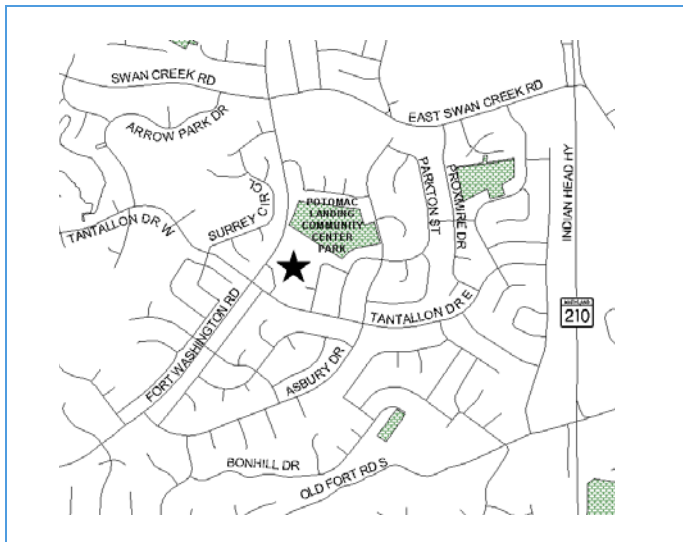 SWAN CREEK RD
EAST SWAN CREEK RD
ARROW PARK DR
INDIAN HEAD HY
PARKTON ST
PROXMIRE DR
SURREY CIR CL
POTOMAC
LANDING
COMMUNITY
CENTER
PARK
TANTALLON DR W
MARYLAND
210
TANTALLON DR E
FORT WASHINGTON RD
ASBURY DR
BONHILL DR
OLD FORT RD S